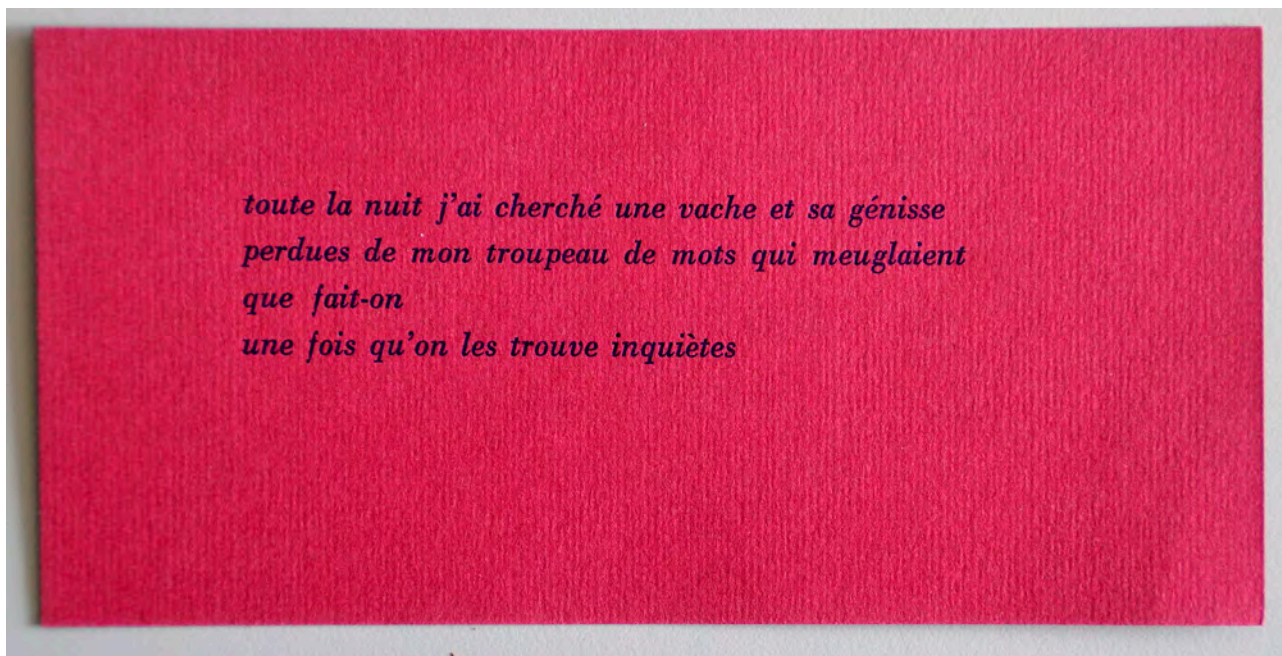 toute la nuit j'ai cherché une vache et sa génisse
perdues de mon troupeau de mots qui meuglaient
que fait-on
une fois qu'on les trouve inquiètes